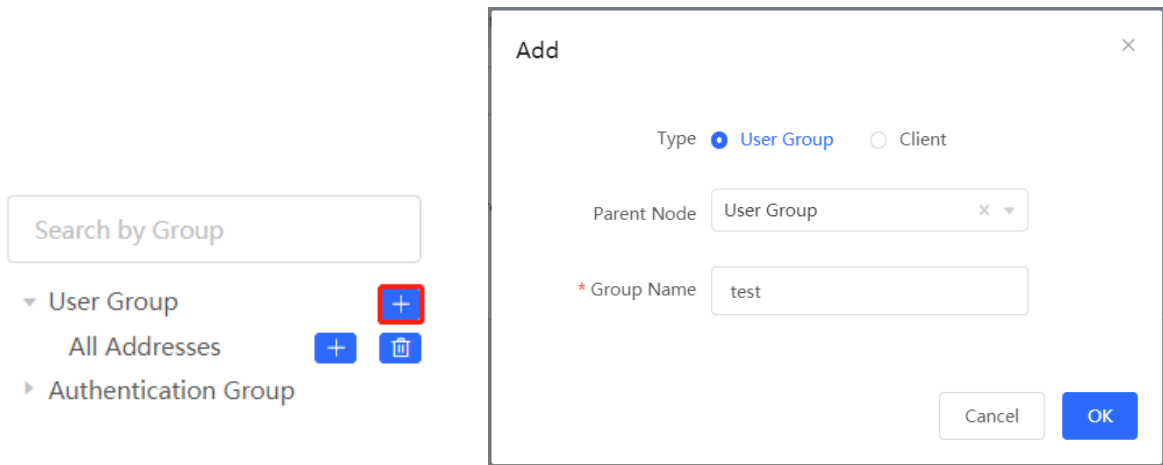 Search by Group
User Group
All Addresses
Authentication Group
Add
Type User Group Client
Parent Node User Group
* Group Name test
Cancel OK